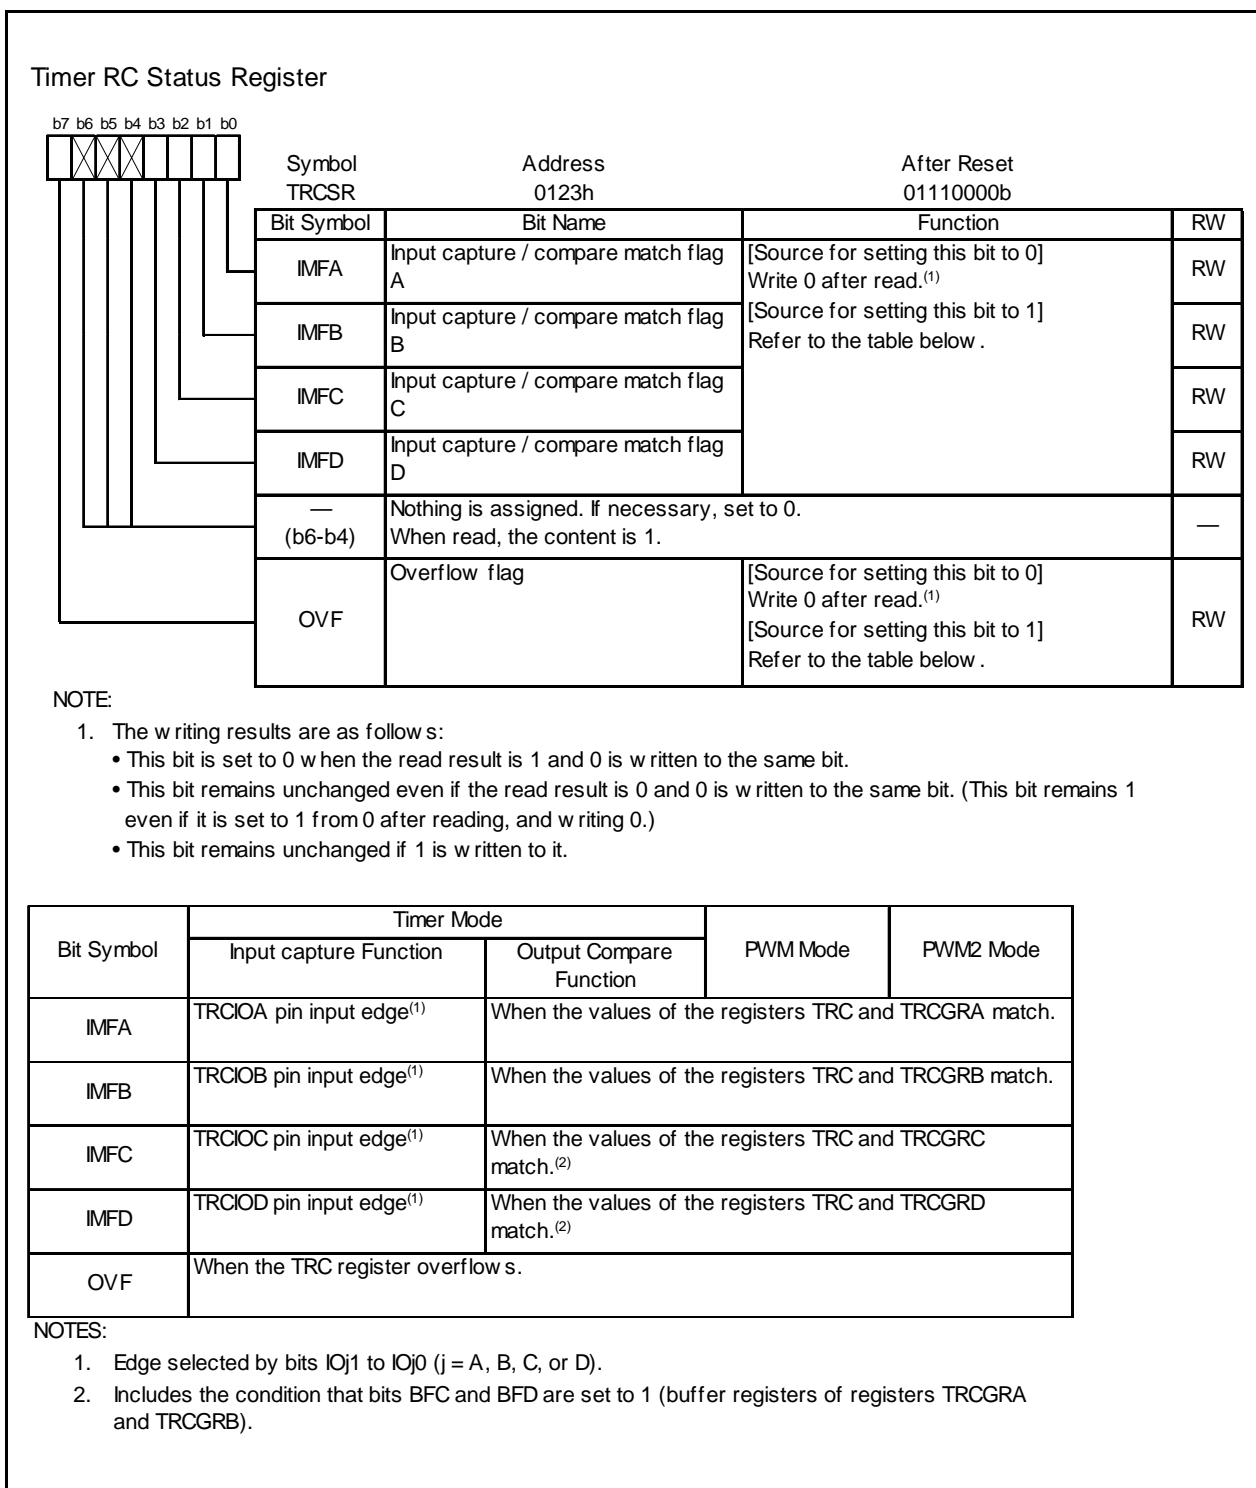 Timer RC Status Register
b7 b6 b5 b4 b3 b2 b1 b0
Symbol Address After Reset
TRCSR 0123h 01110000b
Bit Symbol Bit Name Function RW
IMFA Input capture / compare match flag A [Source for setting this bit to 0] RW
Write 0 after read.(1)
IMFB Input capture / compare match flag B [Source for setting this bit to 1] RW
Refer to the table below.
IMFC Input capture / compare match flag C RW
IMFD Input capture / compare match flag D RW
— (b6-b4) Nothing is assigned. If necessary, set to 0. —
When read, the content is 1.
OVF Overflow flag [Source for setting this bit to 0] RW
Write 0 after read.(1)
[Source for setting this bit to 1]
Refer to the table below.
NOTE:
1. The writing results are as follows:
• This bit is set to 0 when the read result is 1 and 0 is written to the same bit.
• This bit remains unchanged even if the read result is 0 and 0 is written to the same bit. (This bit remains 1
even if it is set to 1 from 0 after reading, and writing 0.)
• This bit remains unchanged if 1 is written to it.
Bit Symbol Timer Mode PWM Mode PWM2 Mode
Input capture Function Output Compare
Function
IMFA TRCIOA pin input edge(1) When the values of the registers TRC and TRCGRA match.
IMFB TRCIOB pin input edge(1) When the values of the registers TRC and TRCGRB match.
IMFC TRCIOC pin input edge(1) When the values of the registers TRC and TRCGRC
match.(2)
IMFD TRCIOD pin input edge(1) When the values of the registers TRC and TRCGRD
match.(2)
OVF When the TRC register overflows.
NOTES:
1. Edge selected by bits IOj1 to IOj0 (j = A, B, C, or D).
2. Includes the condition that bits BFC and BFD are set to 1 (buffer registers of registers TRCGRA
and TRCGRB).